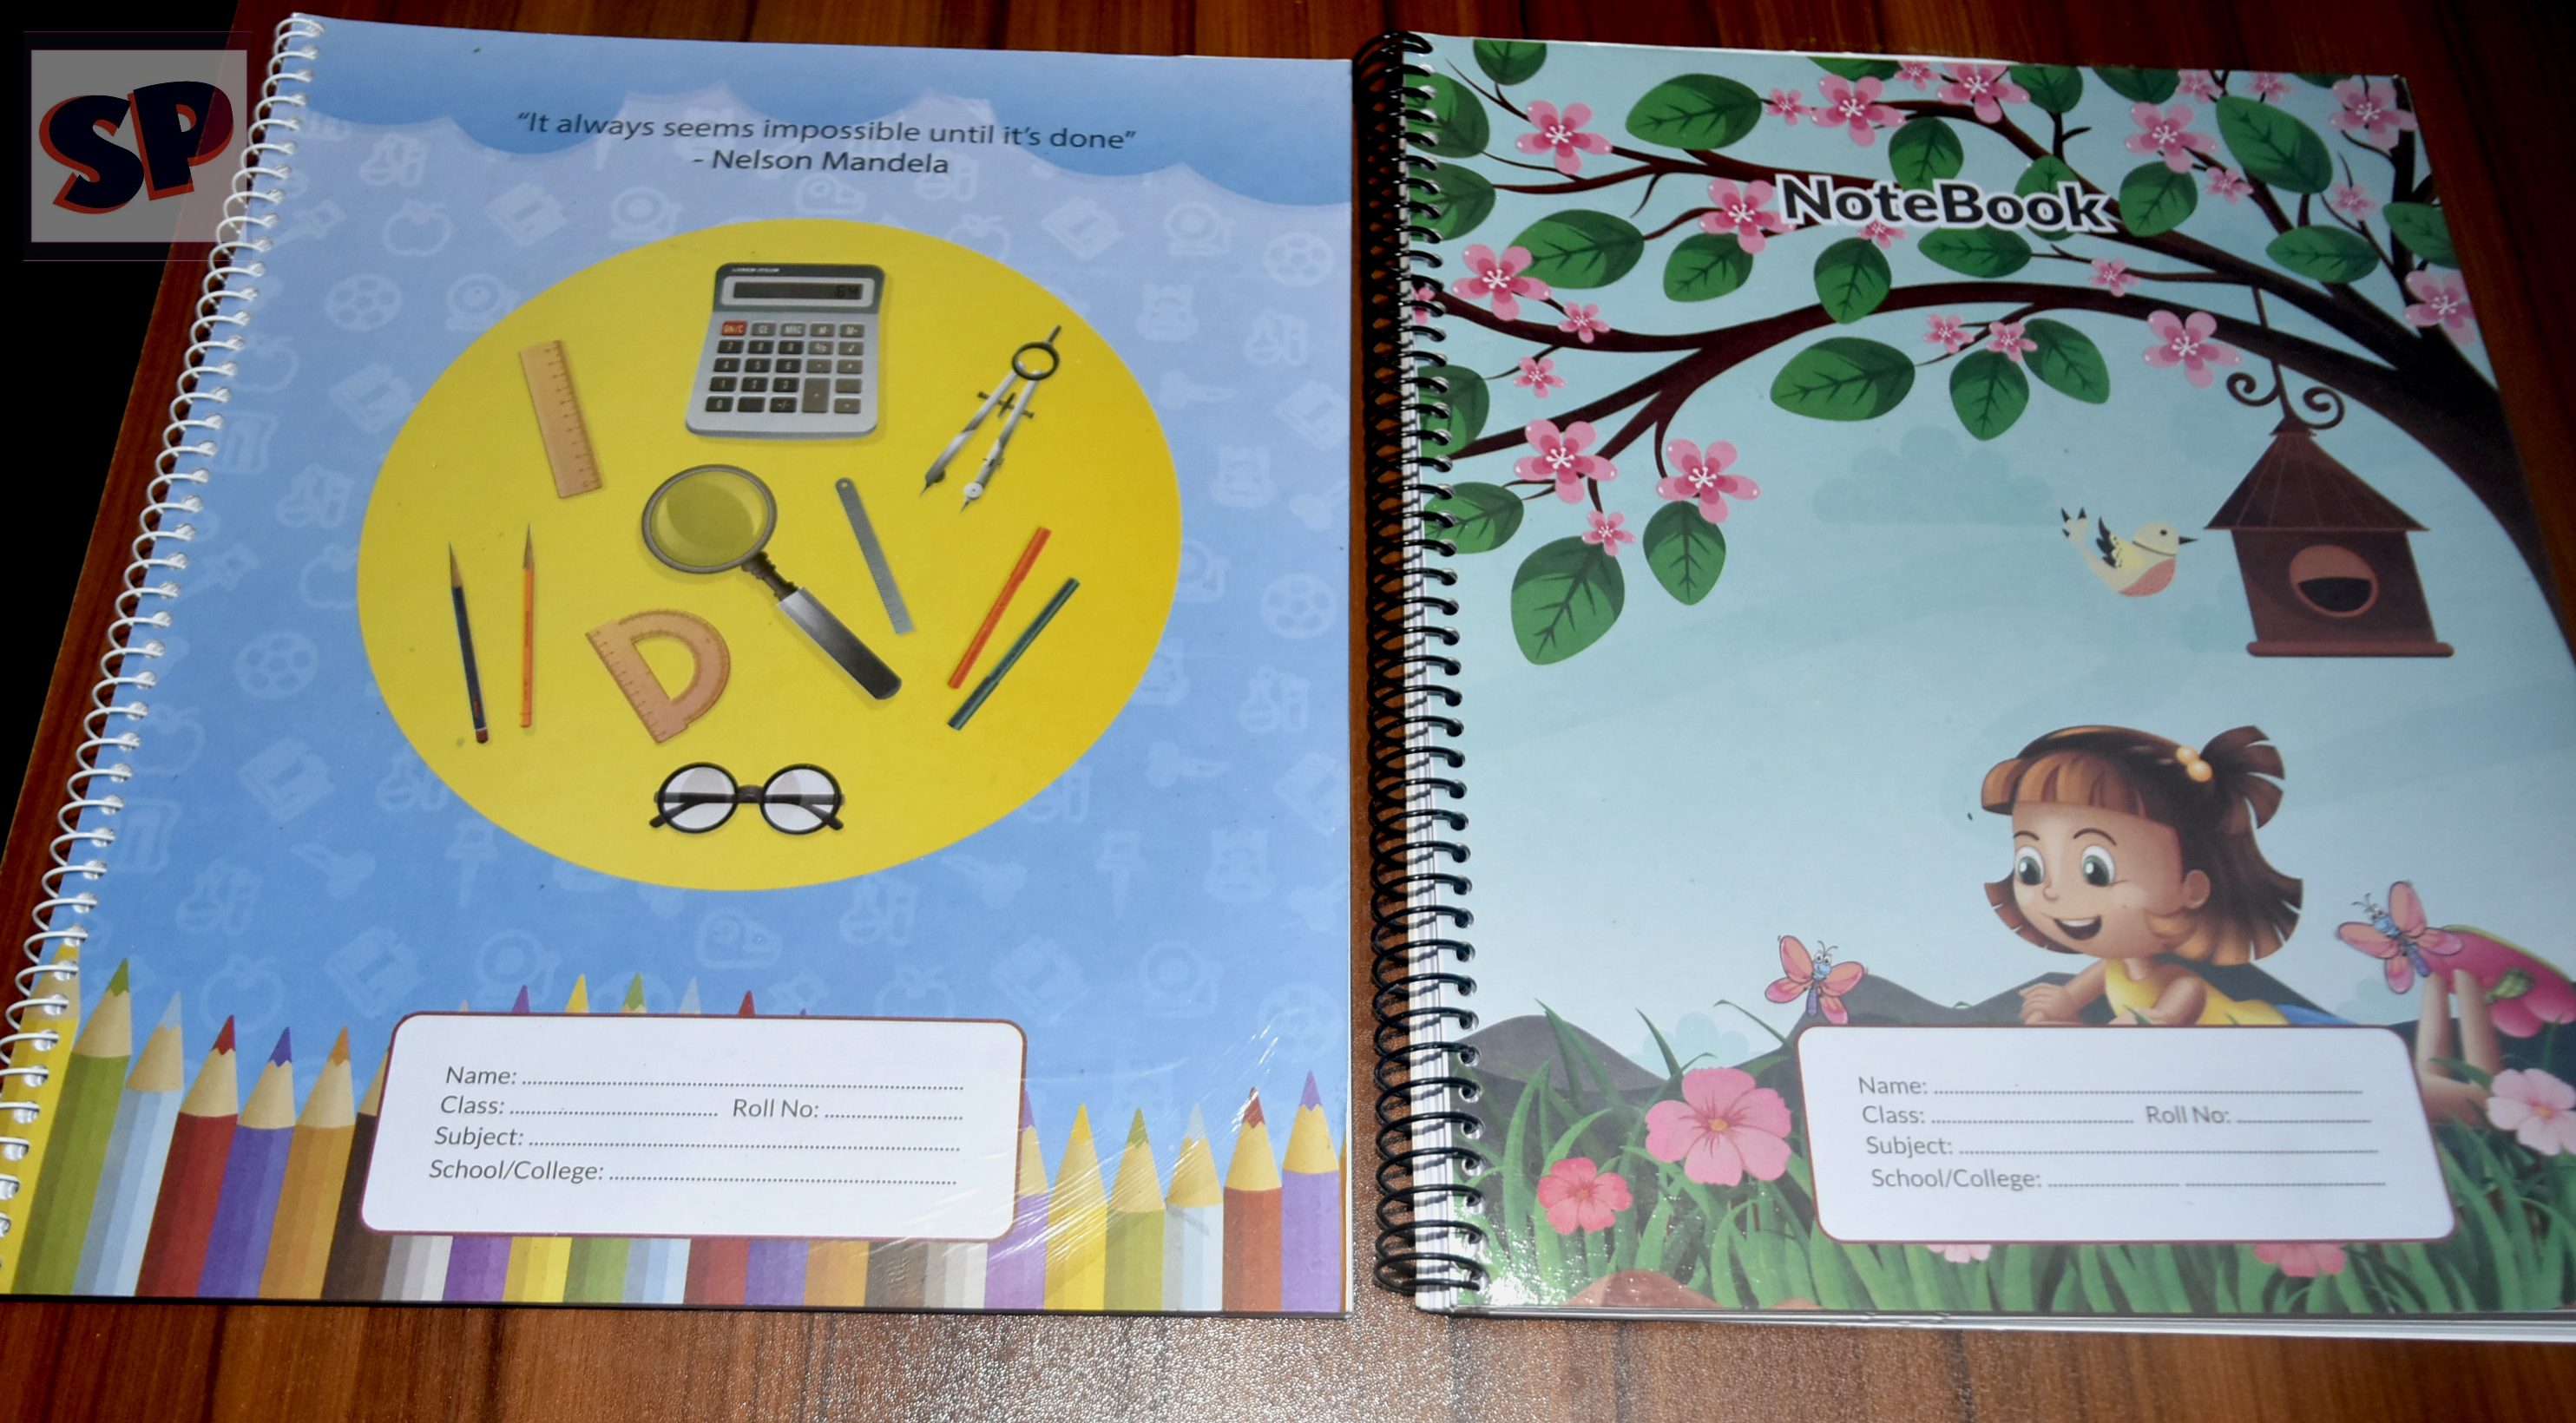 SP
“It always seems impossible until it’s done”
- Nelson Mandela
Name: ........................................
Class: .................... Roll No: ....................
Subject: ........................................
School/College: ........................................
NoteBook
Name: ........................................
Class: .................... Roll No: ....................
Subject: ........................................
School/College: ........................................